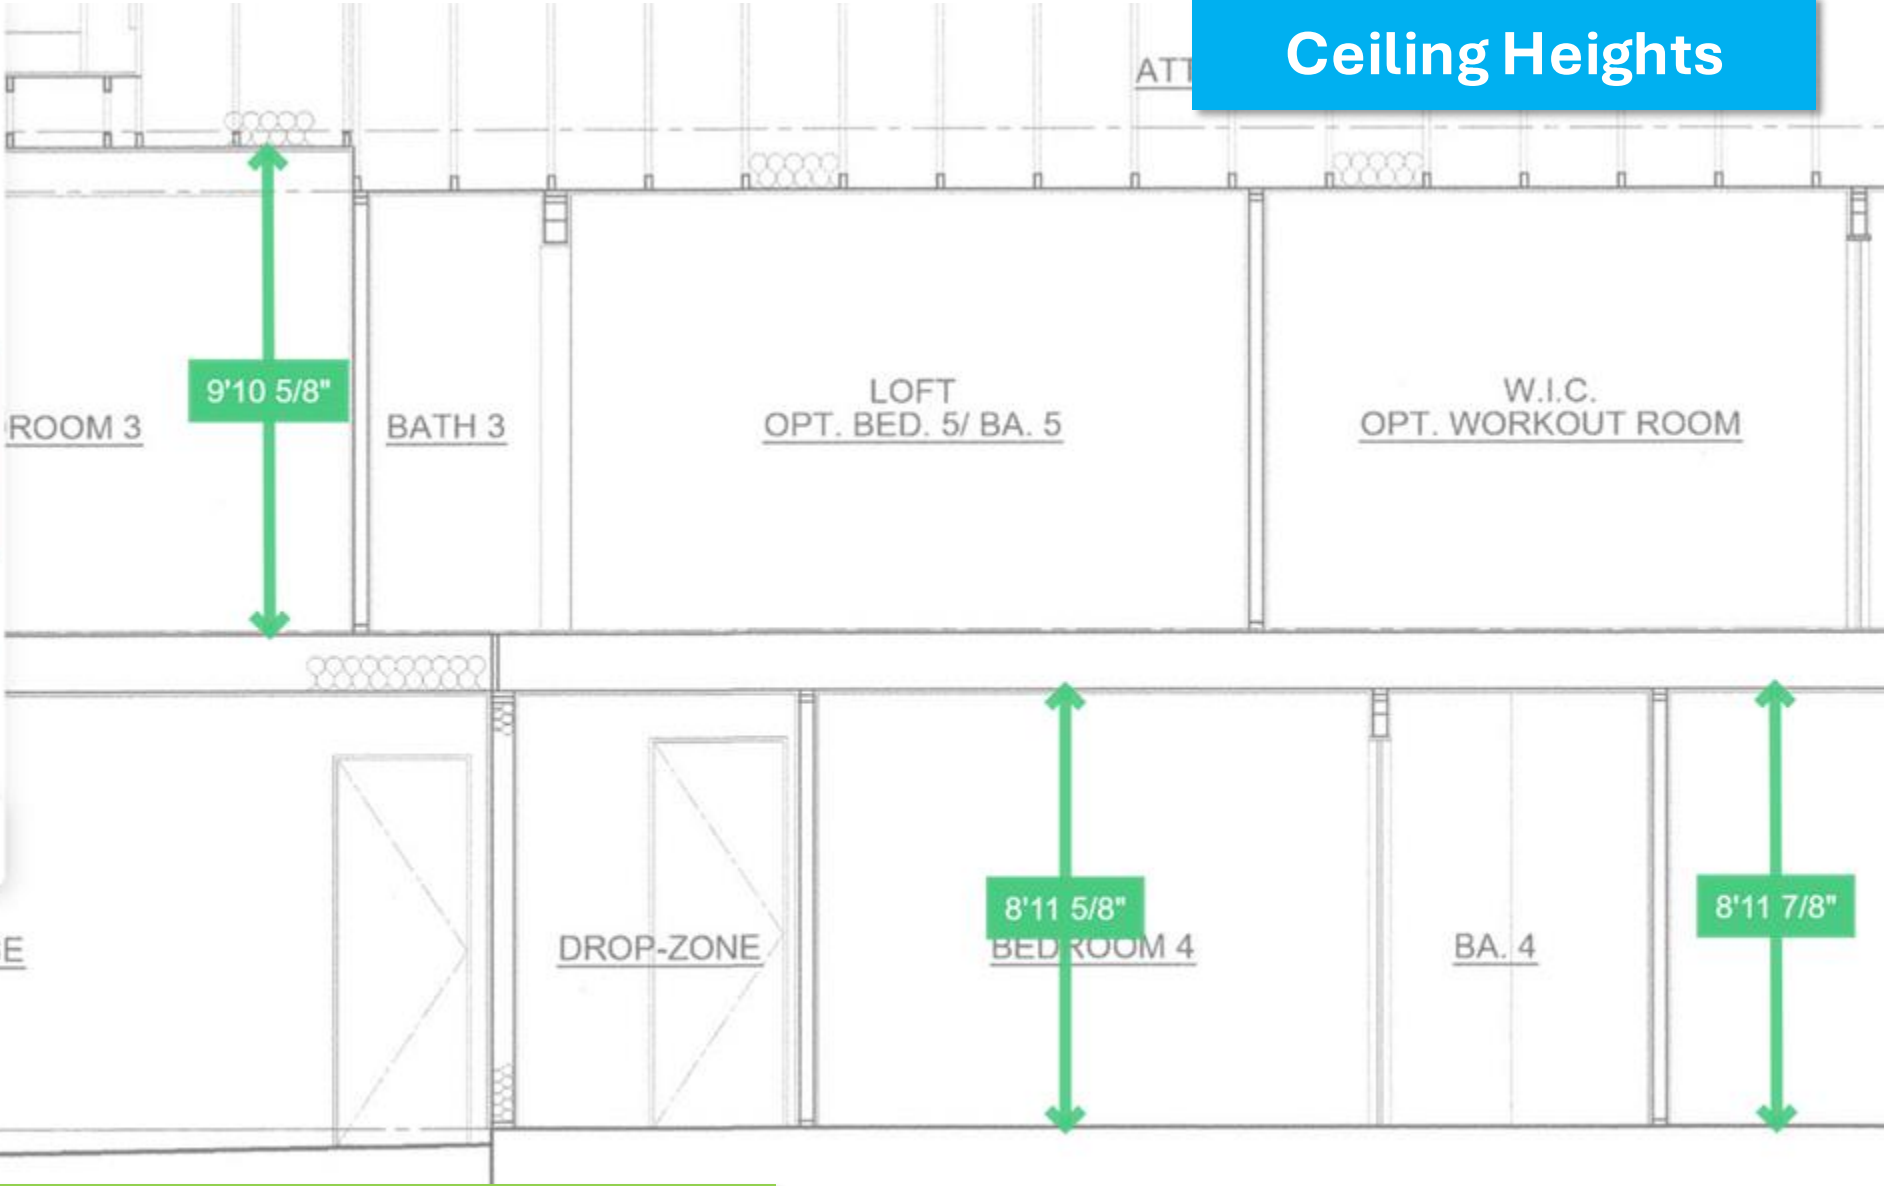 Ceiling Heights
ATT
9'10 5/8"
ROOM 3
BATH 3
LOFT
OPT. BED. 5/ BA. 5
W.I.C.
OPT. WORKOUT ROOM
8'11 5/8"
8'11 7/8"
E
DROP-ZONE
BEDROOM 4
BA. 4